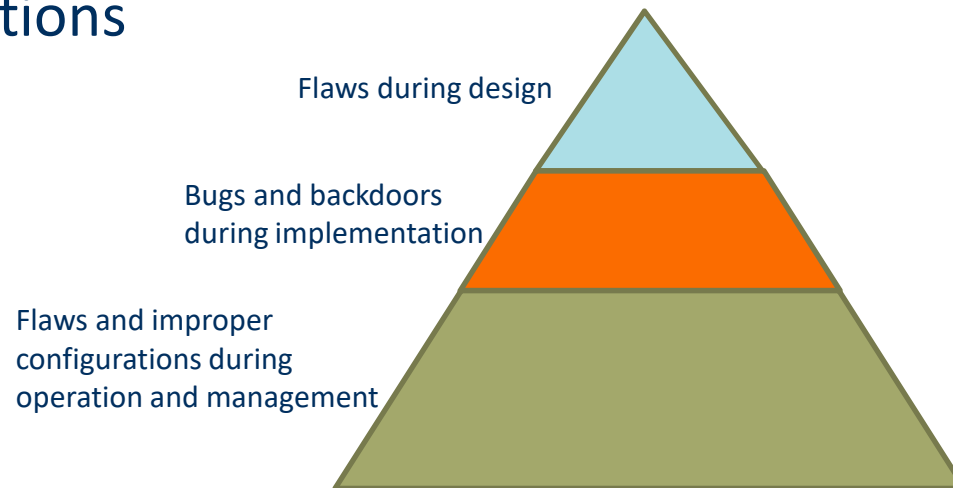 tions
Flaws during design
Bugs and backdoors
during implementation
Flaws and improper
configurations during
operation and management